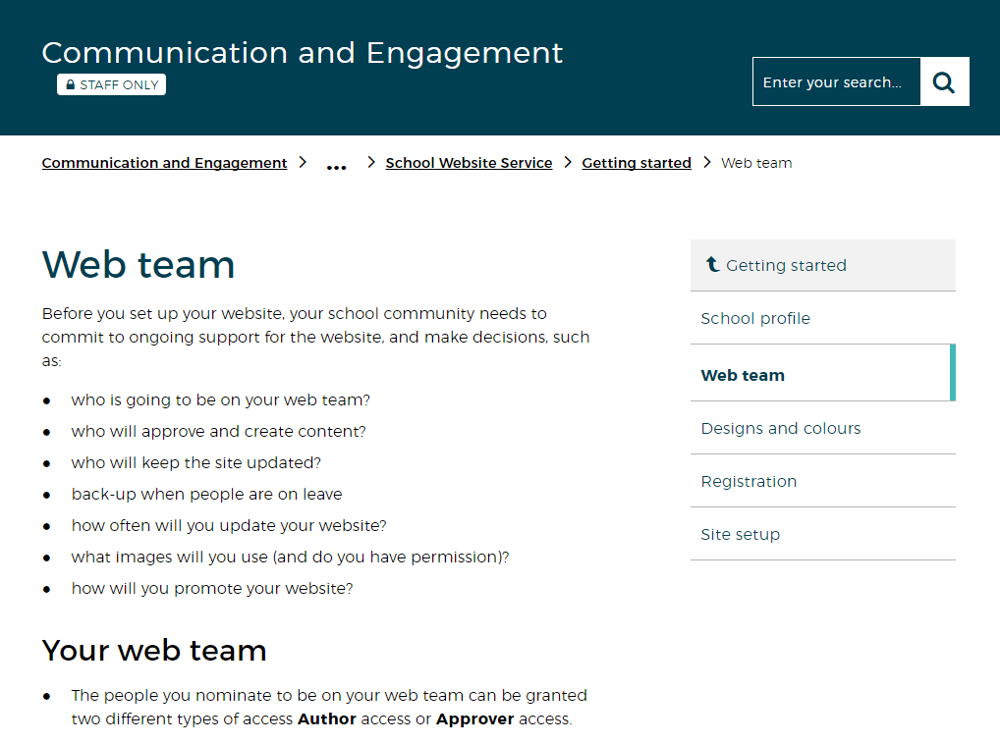 Communication and Engagement
STAFF ONLY
Enter your search...
Communication and Engagement > ... > School Website Service > Getting started > Web team
Web team
Before you set up your website, your school community needs to
commit to ongoing support for the website, and make decisions, such
as:
● who is going to be on your web team?
● who will approve and create content?
● who will keep the site updated?
● back-up when people are on leave
● how often will you update your website?
● what images will you use (and do you have permission)?
● how will you promote your website?
Your web team
● The people you nominate to be on your web team can be granted
two different types of access Author access or Approver access.
Getting started
School profile
Web team
Designs and colours
Registration
Site setup